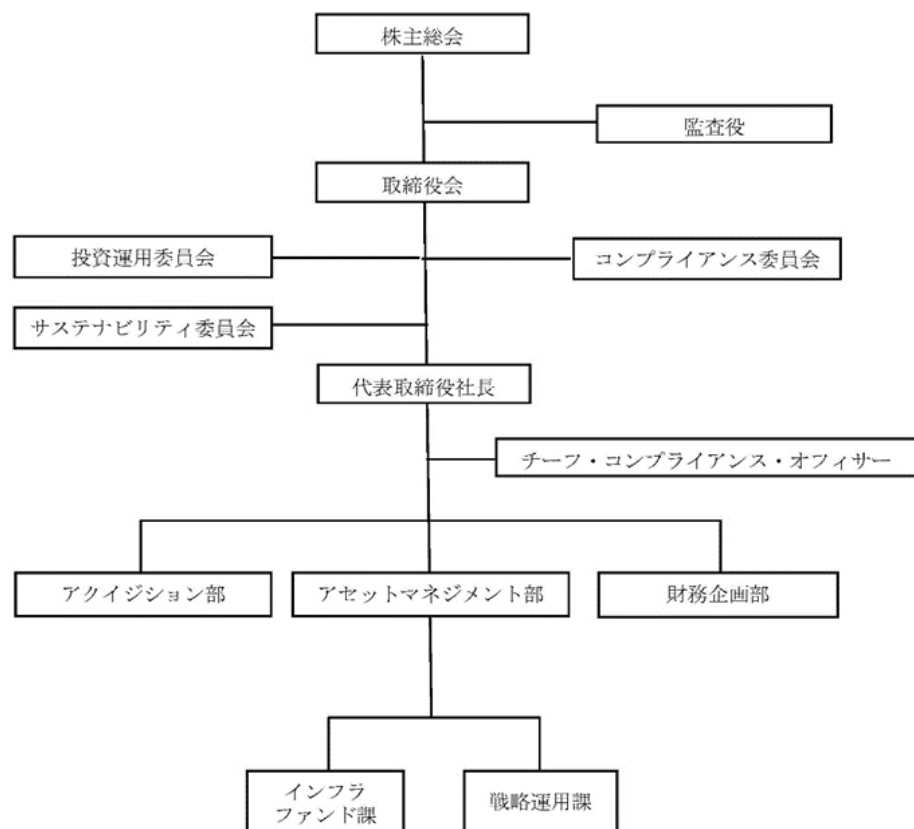 株主総会
監査役
取締役会
投資運用委員会
コンプライアンス委員会
サステナビリティ委員会
代表取締役社長
チーフ・コンプライアンス・オフィサー
アクイジション部
アセットマネジメント部
財務企画部
インフラ
ファンド課
戦略運用課